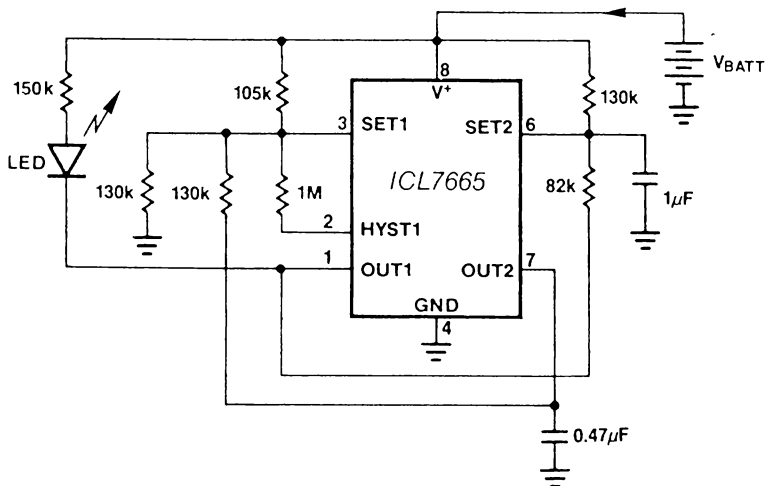 8
V+
VBATT
150k
105k
130k
3 SET1
SET2 6
LED
ICL7665
130k
130k
1M
82k
1µF
2 HYST1
1 OUT1
OUT2 7
GND
4
0.47µF